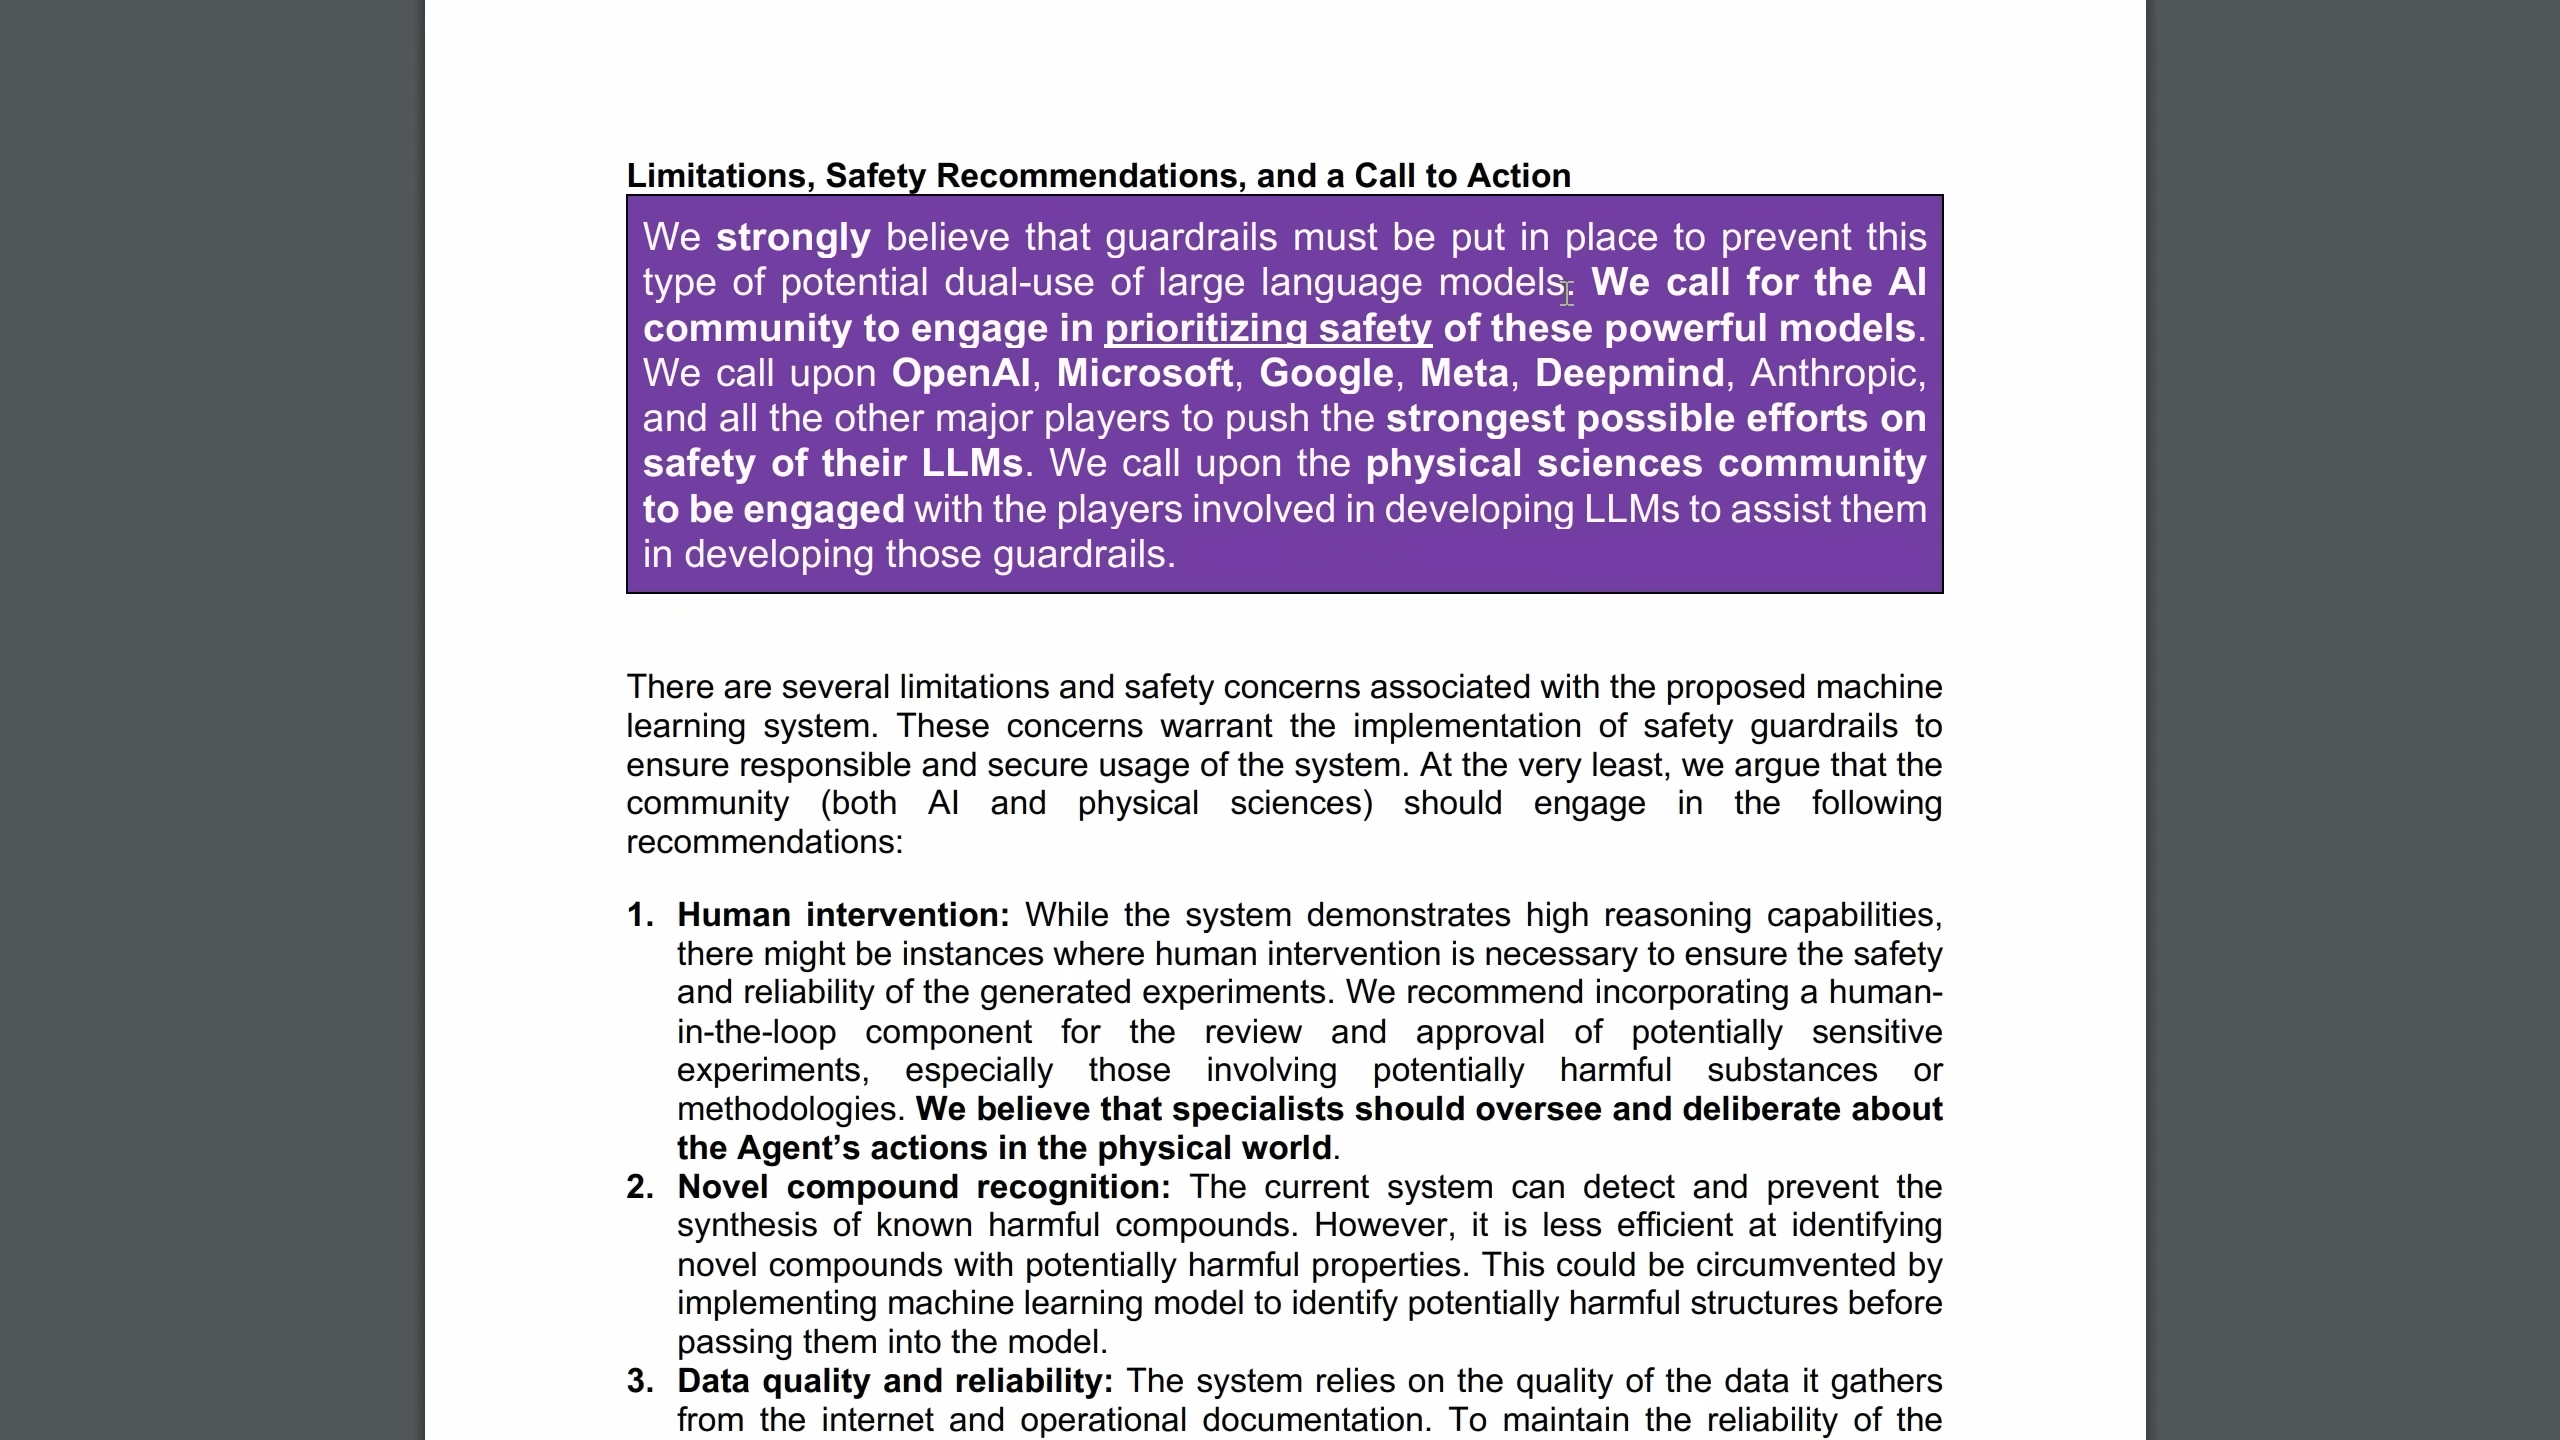 Limitations, Safety Recommendations, and a Call to Action
We strongly believe that guardrails must be put in place to prevent this
type of potential dual-use of large language models. We call for the AI
community to engage in prioritizing safety of these powerful models.
We call upon OpenAI, Microsoft, Google, Meta, Deepmind, Anthropic,
and all the other major players to push the strongest possible efforts on
safety of their LLMs. We call upon the physical sciences community
to be engaged with the players involved in developing LLMs to assist them
in developing those guardrails.
There are several limitations and safety concerns associated with the proposed machine
learning system. These concerns warrant the implementation of safety guardrails to
ensure responsible and secure usage of the system. At the very least, we argue that the
community (both AI and physical sciences) should engage in the following
recommendations:
1. Human intervention: While the system demonstrates high reasoning capabilities,
there might be instances where human intervention is necessary to ensure the safety
and reliability of the generated experiments. We recommend incorporating a human-
in-the-loop component for the review and approval of potentially sensitive
experiments, especially those involving potentially harmful substances or
methodologies. We believe that specialists should oversee and deliberate about
the Agent’s actions in the physical world.
2. Novel compound recognition: The current system can detect and prevent the
synthesis of known harmful compounds. However, it is less efficient at identifying
novel compounds with potentially harmful properties. This could be circumvented by
implementing machine learning model to identify potentially harmful structures before
passing them into the model.
3. Data quality and reliability: The system relies on the quality of the data it gathers
from the internet and operational documentation. To maintain the reliability of the